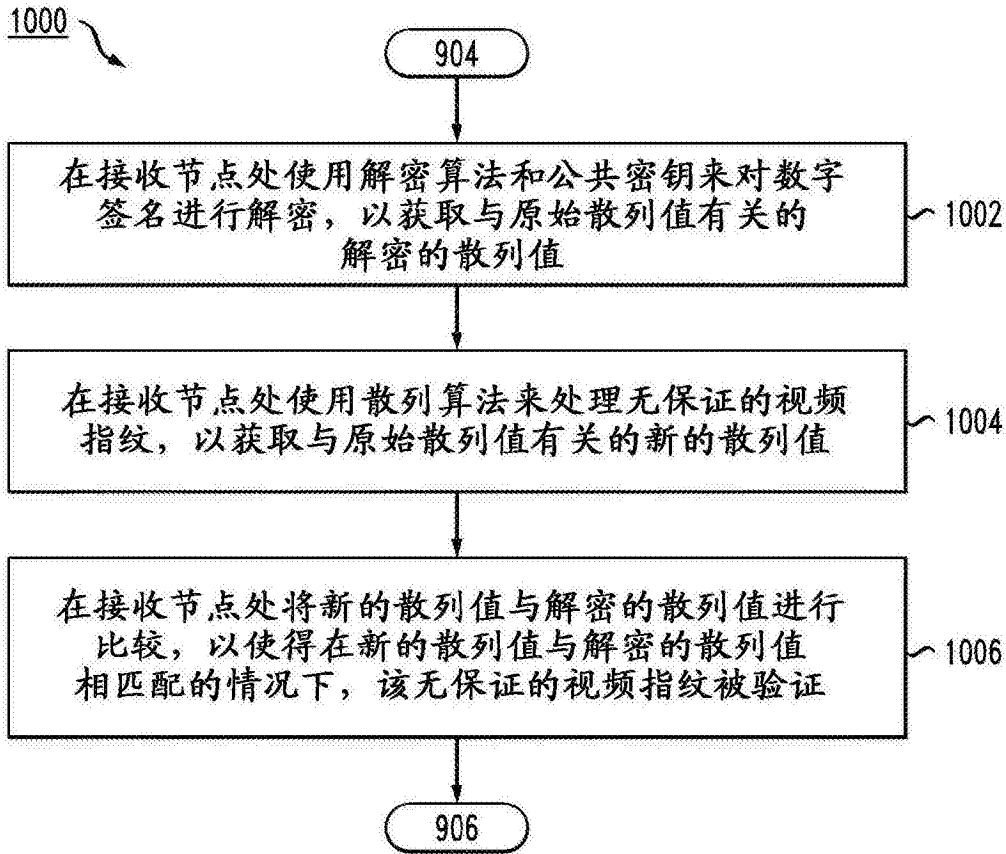 1000
904
在接收节点处使用解密算法和公共密钥来对数字
签名进行解密，以获取与原始散列值有关的
解密的散列值
1002
在接收节点处使用散列算法来处理无保证的视频
指纹，以获取与原始散列值有关的新的散列值
1004
在接收节点处将新的散列值与解密的散列值进行
比较，以使得在新的散列值与解密的散列值
相匹配的情况下，该无保证的视频指纹被验证
1006
906